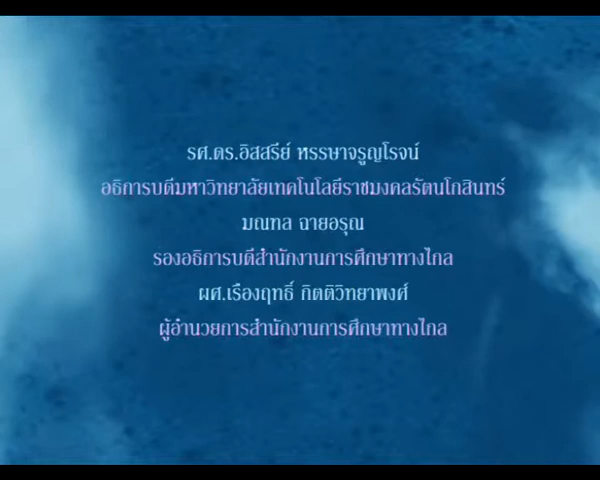 รศ.ดร.อิสสรีย์ หรรษาจรูญโรจน์
อธิการบดีมหาวิทยาลัยเทคโนโลยีราชมงคลรัตนโกสินทร์
มณฑล ฉายอรุณ
รองอธิการบดีสำนักงานการศึกษาทางไกล
ผศ.เรืองฤทธิ์ กิตติวิทยาพงศ์
ผู้อำนวยการสำนักงานการศึกษาทางไกล